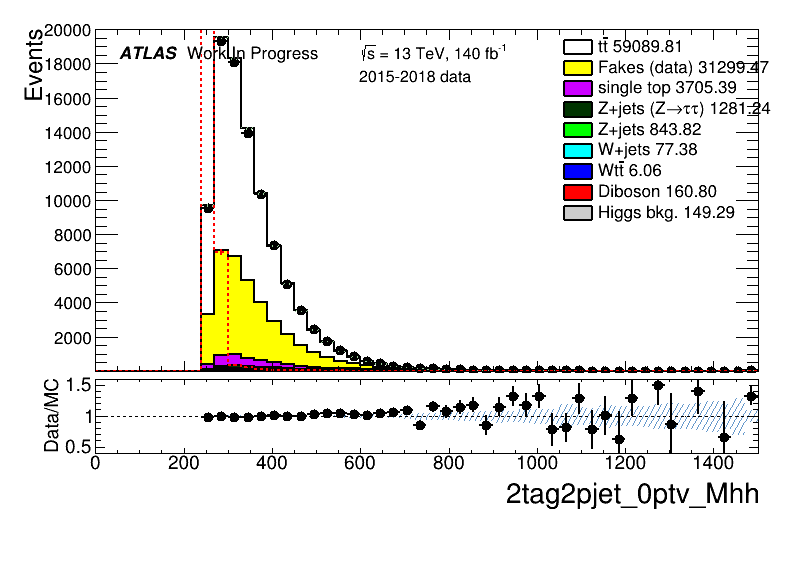 Events
20000
18000
16000
14000
12000
10000
8000
6000
4000
2000
ATLAS Work In Progress
√s = 13 TeV, 140 fb⁻¹
2015-2018 data
tt̄ 59089.81
Fakes (data) 31299.47
single top 3705.39
Z+jets (Z→ττ) 1281.24
Z+jets 843.82
W+jets 77.38
Wtt̄ 6.06
Diboson 160.80
Higgs bkg. 149.29
Data/MC
1.5
1
0.5
0 200 400 600 800 1000 1200 1400
2tag2pjet_0ptv_Mhh